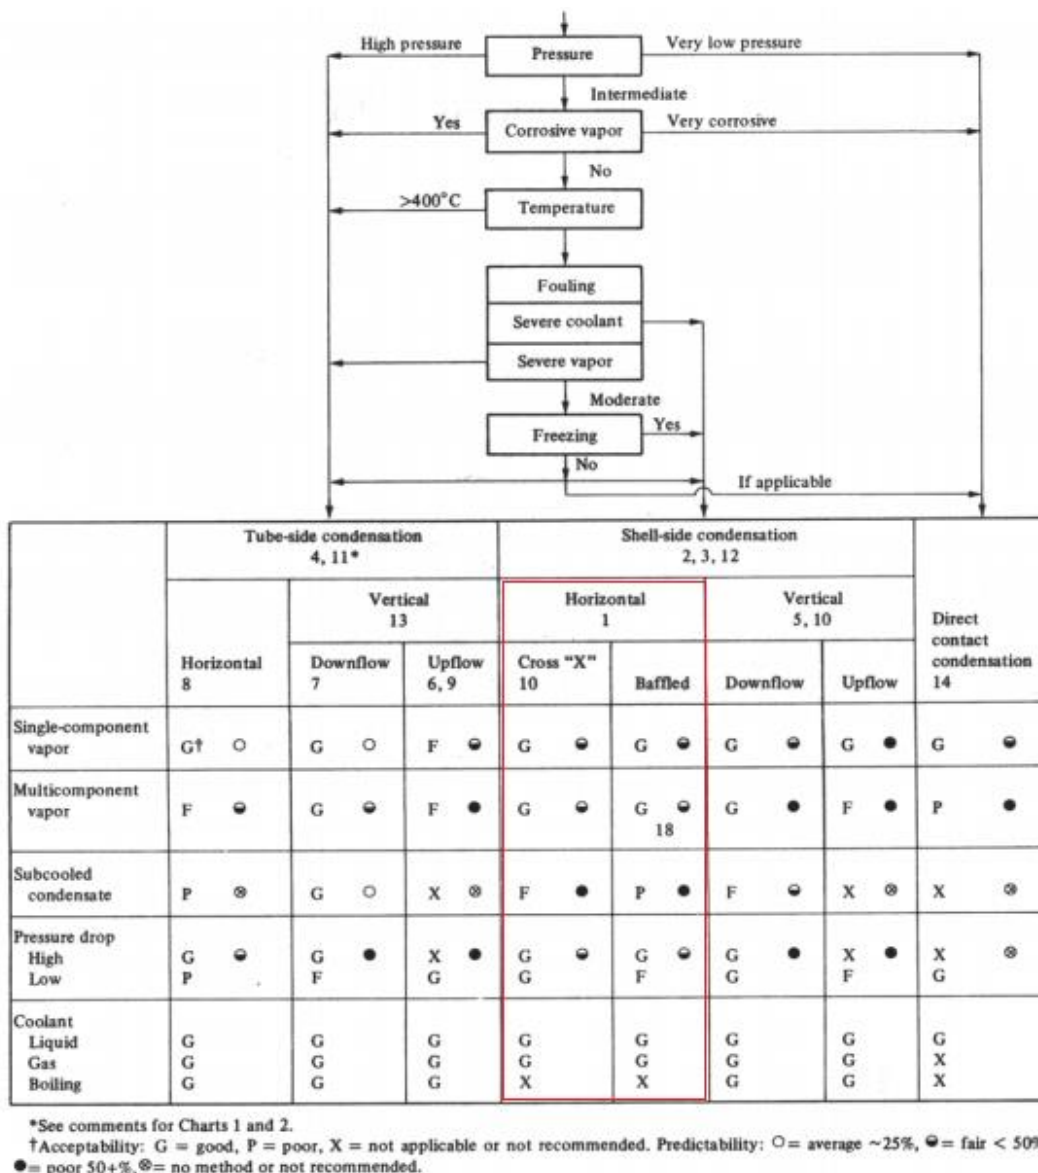 High pressure
Pressure
Very low pressure
Intermediate
Yes
Corrosive vapor
Very corrosive
No
>400°C
Temperature
Fouling
Severe coolant
Severe vapor
Moderate
Freezing
Yes
No
If applicable
Tube-side condensation
4, 11*
Shell-side condensation
2, 3, 12
Vertical
13
Horizontal
1
Vertical
5, 10
Direct
contact
condensation
14
Horizontal
8
Downflow
7
Upflow
6, 9
Cross "X"
10
Baffled
Downflow
Upflow
Single-component
vapor
G† ○ G ○ F ◒ G ◒ G ◒ G ◒ G ● G ◒
Multicomponent
vapor
F ◒ G ◒ F ● G ◒ G ◒ G ● F ● P ●
18
Subcooled
condensate
P ⊗ G ○ X ⊗ F ● P ● F ◒ X ⊗ X ⊗
Pressure drop
High G ◒ G ● X ● G ◒ G ◒ G ● X ● X ⊗
Low P F G G F G F G
Coolant
Liquid G G G G G G G G
Gas G G G G G G G X
Boiling G G G X X G G X
*See comments for Charts 1 and 2.
†Acceptability: G = good, P = poor, X = not applicable or not recommended. Predictability: ○= average ~25%, ◒= fair < 50%
●= poor 50+%, ⊗= no method or not recommended.